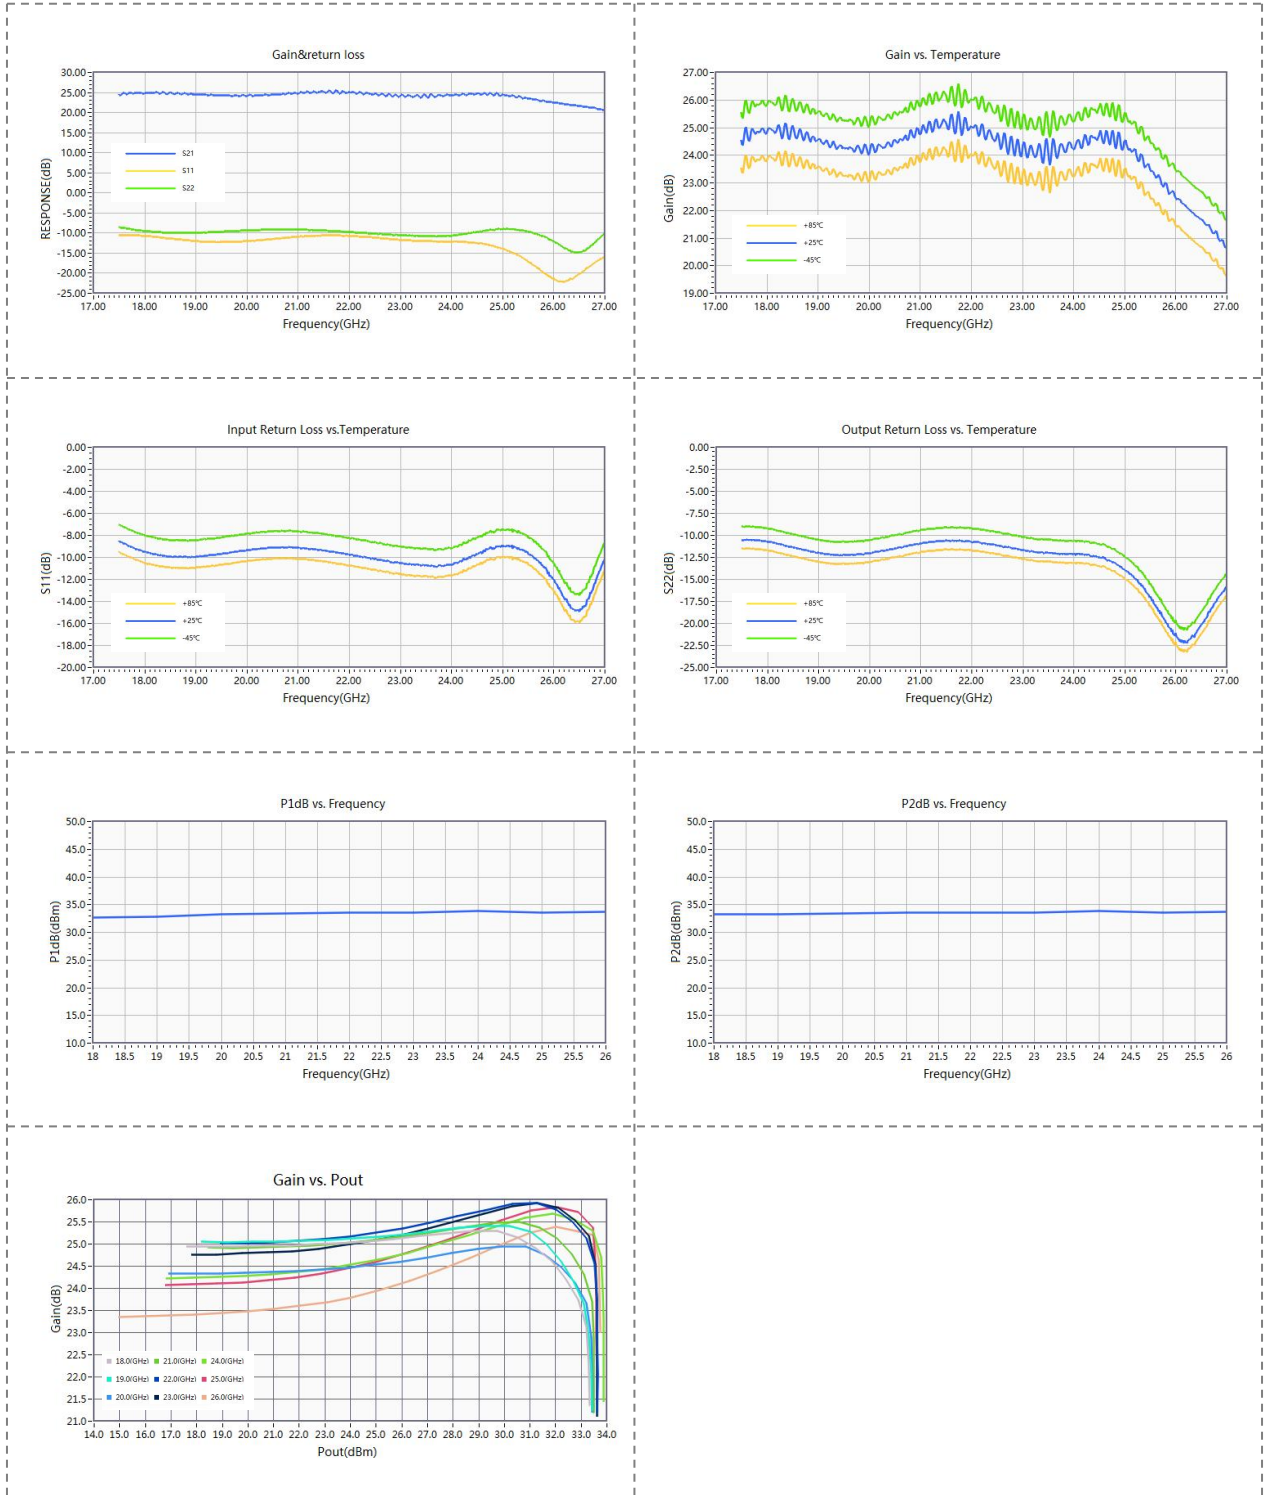 Gain&return loss
30.00
25.00
20.00
15.00
10.00
5.00
0.00
-5.00
-10.00
-15.00
-20.00
-25.00
RESPONSE(dB)
S21
S11
S22
17.00 18.00 19.00 20.00 21.00 22.00 23.00 24.00 25.00 26.00 27.00
Frequency(GHz)
Gain vs. Temperature
27.00
26.00
25.00
24.00
23.00
22.00
21.00
20.00
19.00
Gain(dB)
+85℃
+25℃
-45℃
17.00 18.00 19.00 20.00 21.00 22.00 23.00 24.00 25.00 26.00 27.00
Frequency(GHz)
Input Return Loss vs.Temperature
0.00
-2.00
-4.00
-6.00
-8.00
-10.00
-12.00
-14.00
-16.00
-18.00
-20.00
S11(dB)
+85℃
+25℃
-45℃
17.00 18.00 19.00 20.00 21.00 22.00 23.00 24.00 25.00 26.00 27.00
Frequency(GHz)
Output Return Loss vs. Temperature
0.00
-2.50
-5.00
-7.50
-10.00
-12.50
-15.00
-17.50
-20.00
-22.50
-25.00
S22(dB)
+85℃
+25℃
-45℃
17.00 18.00 19.00 20.00 21.00 22.00 23.00 24.00 25.00 26.00 27.00
Frequency(GHz)
P1dB vs. Frequency
50.0
45.0
40.0
35.0
30.0
25.0
20.0
15.0
10.0
P1dB(dBm)
18 18.5 19 19.5 20 20.5 21 21.5 22 22.5 23 23.5 24 24.5 25 25.5 26
Frequency(GHz)
P2dB vs. Frequency
50.0
45.0
40.0
35.0
30.0
25.0
20.0
15.0
10.0
P2dB(dBm)
18 18.5 19 19.5 20 20.5 21 21.5 22 22.5 23 23.5 24 24.5 25 25.5 26
Frequency(GHz)
Gain vs. Pout
26.0
25.5
25.0
24.5
24.0
23.5
23.0
22.5
22.0
21.5
21.0
Gain(dB)
18.0(GHz) 21.0(GHz) 24.0(GHz)
19.0(GHz) 22.0(GHz) 25.0(GHz)
20.0(GHz) 23.0(GHz) 26.0(GHz)
14.0 15.0 16.0 17.0 18.0 19.0 20.0 21.0 22.0 23.0 24.0 25.0 26.0 27.0 28.0 29.0 30.0 31.0 32.0 33.0 34.0
Pout(dBm)